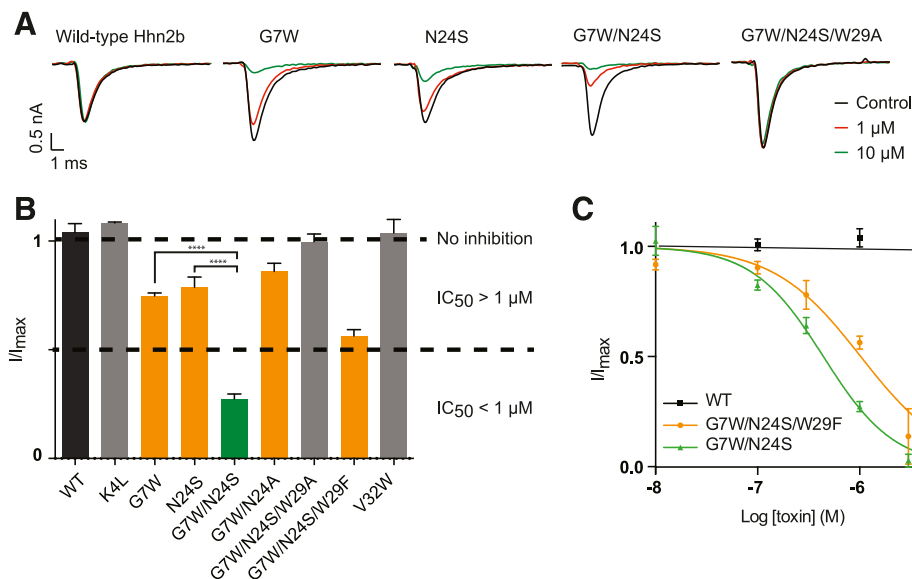 A
Wild-type Hhn2b
G7W
N24S
G7W/N24S
G7W/N24S/W29A
0.5 nA
1 ms
Control
1 µM
10 µM
B
I/Imax
1
0
****
****
No inhibition
IC50 > 1 µM
IC50 < 1 µM
WT
K4L
G7W
N24S
G7W/N24S
G7W/N24A
G7W/N24S/W29A
G7W/N24S/W29F
V32W
C
I/Imax
1.0
0.5
0.0
WT
G7W/N24S/W29F
G7W/N24S
-8
-7
-6
Log [toxin] (M)